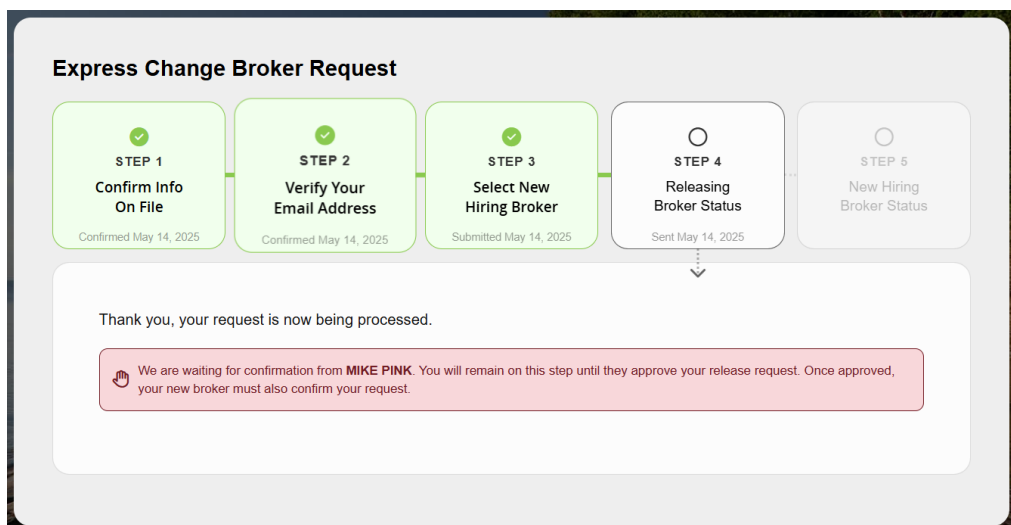 Express Change Broker Request
STEP 1
Confirm Info
On File
Confirmed May 14, 2025
STEP 2
Verify Your
Email Address
Confirmed May 14, 2025
STEP 3
Select New
Hiring Broker
Submitted May 14, 2025
STEP 4
Releasing
Broker Status
Sent May 14, 2025
STEP 5
New Hiring
Broker Status
Thank you, your request is now being processed.
We are waiting for confirmation from MIKE PINK. You will remain on this step until they approve your release request. Once approved,
your new broker must also confirm your request.